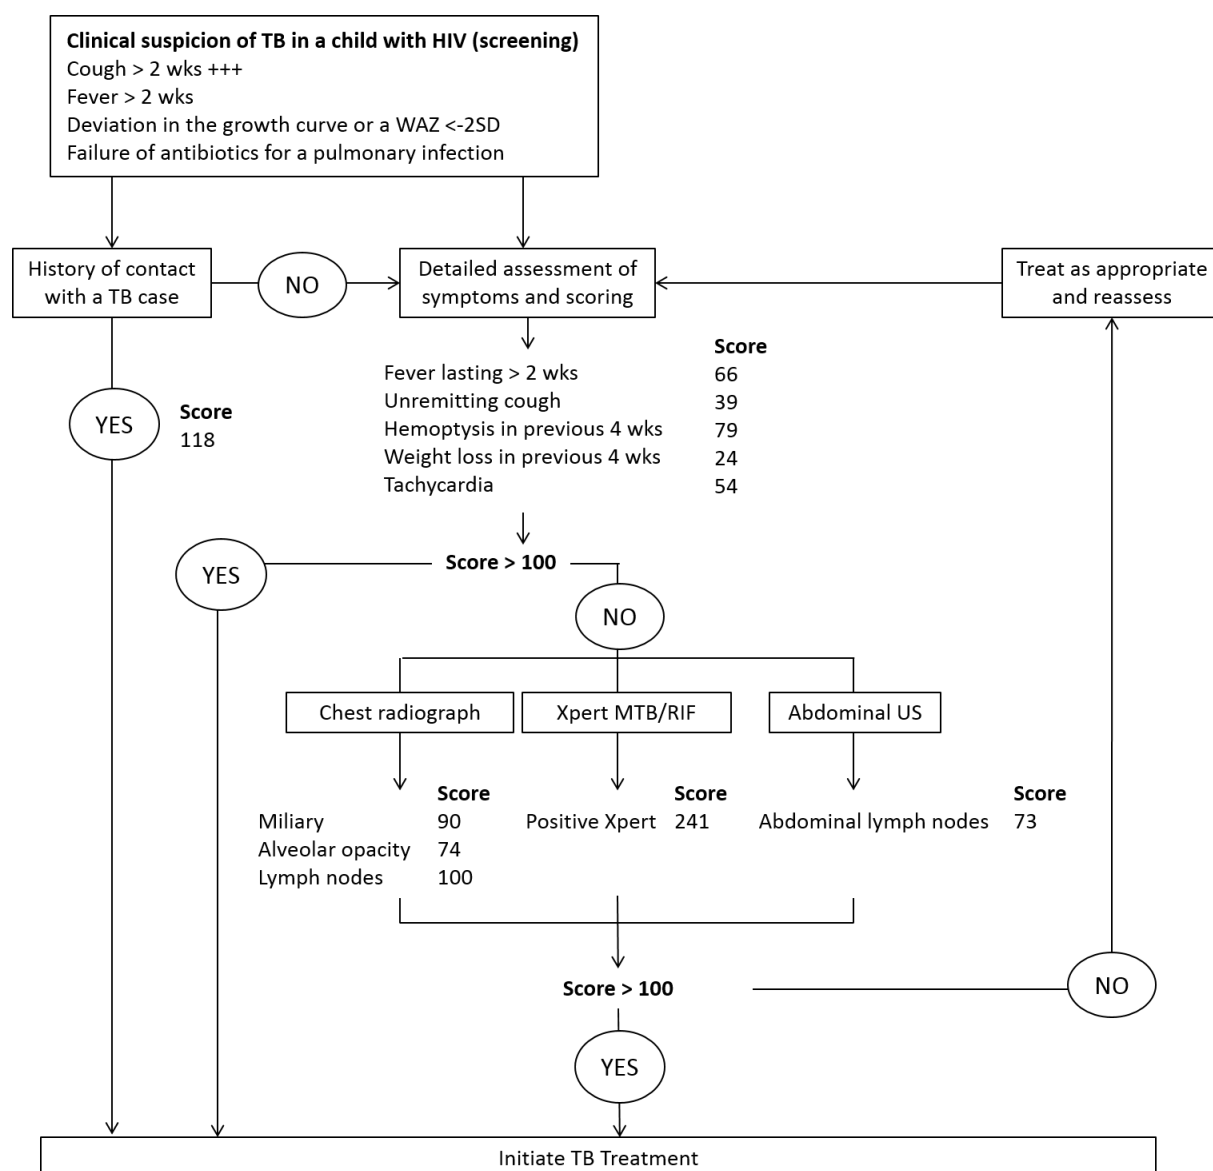 Clinical suspicion of TB in a child with HIV (screening)
Cough > 2 wks +++
Fever > 2 wks
Deviation in the growth curve or a WAZ <-2SD
Failure of antibiotics for a pulmonary infection
History of contact
with a TB case
NO
Detailed assessment of
symptoms and scoring
Treat as appropriate
and reassess
YES
Score
118
Score
Fever lasting > 2 wks 66
Unremitting cough 39
Hemoptysis in previous 4 wks 79
Weight loss in previous 4 wks 24
Tachycardia 54
YES
Score > 100
NO
Chest radiograph
Xpert MTB/RIF
Abdominal US
Score
Miliary 90
Alveolar opacity 74
Lymph nodes 100
Score
Positive Xpert 241
Score
Abdominal lymph nodes 73
Score > 100
NO
YES
Initiate TB Treatment